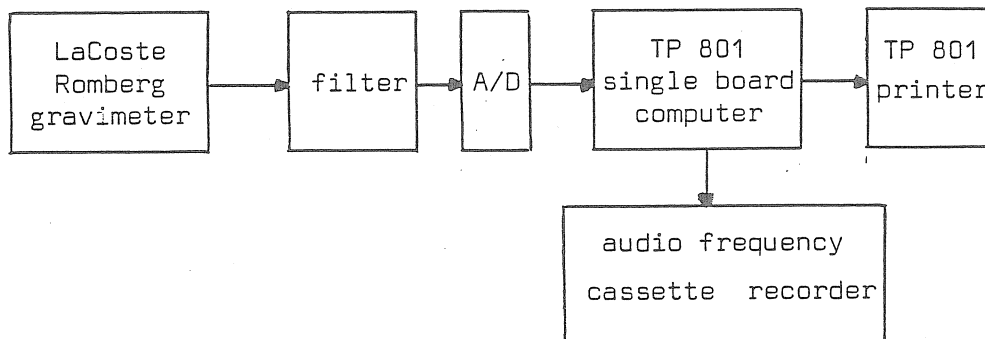 LaCoste
Romberg
gravimeter
filter
A/D
TP 801
single board
computer
TP 801
printer
audio frequency
cassette recorder